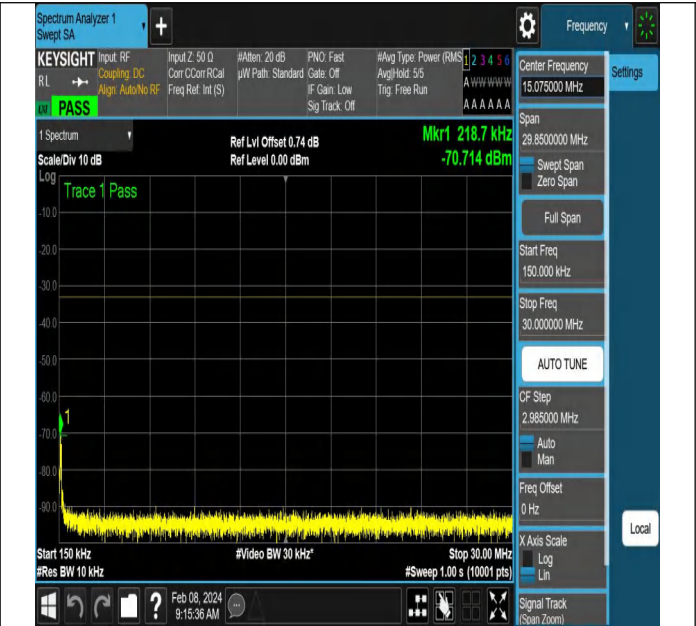 Spectrum Analyzer 1
Swept SA
+
Frequency
KEYSIGHT
Input: RF
Input Z: 50 Ω
#Atten: 20 dB
PNO: Fast
#Avg Type: Power (RMS
1 2 3 4 5 6
RL
Coupling: DC
Corr CCorr RCal
µW Path: Standard
Gate: Off
Avg|Hold: 5/5
A W W W W W
Align: Auto/No RF
Freq Ref: Int (S)
IF Gain: Low
Trig: Free Run
PASS
Sig Track: Off
A A A A A A
1 Spectrum
Ref Lvl Offset 0.74 dB
Mkr1 218.7 kHz
Scale/Div 10 dB
Ref Level 0.00 dBm
-70.714 dBm
Log
Trace 1 Pass
-10.0
-20.0
-30.0
-40.0
-50.0
-60.0
1
-70.0
-80.0
-90.0
Start 150 kHz
#Video BW 30 kHz*
Stop 30.00 MHz
#Res BW 10 kHz
#Sweep 1.00 s (10001 pts)
?
Feb 08, 2024
9:15:36 AM
Center Frequency
15.075000 MHz
Settings
Span
29.8500000 MHz
Swept Span
Zero Span
Full Span
Start Freq
150.000 kHz
Stop Freq
30.000000 MHz
AUTO TUNE
CF Step
2.985000 MHz
Auto
Man
Freq Offset
0 Hz
Local
X Axis Scale
Log
Lin
Signal Track
(Span Zoom)